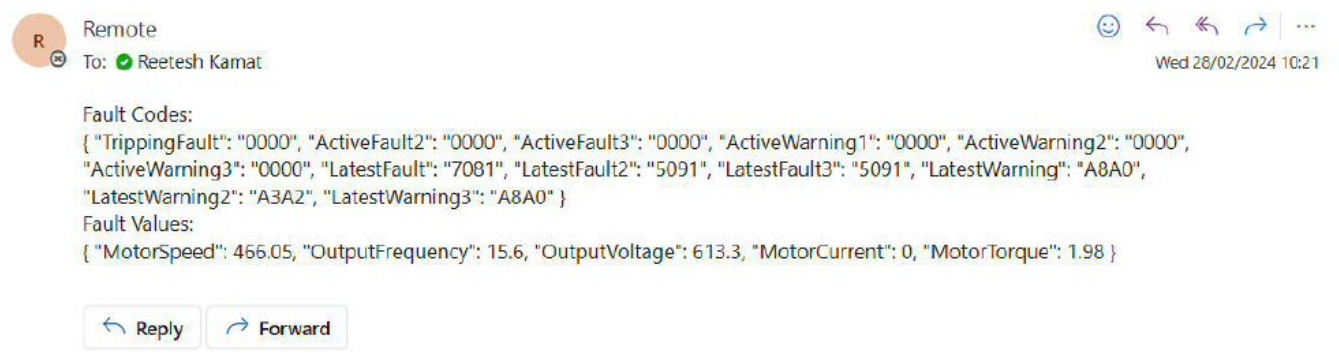 R
Remote
To: Reetesh Kamat
Wed 28/02/2024 10:21
Fault Codes:
{ "TrippingFault": "0000", "ActiveFault2": "0000", "ActiveFault3": "0000", "ActiveWarning1": "0000", "ActiveWarning2": "0000",
"ActiveWarning3": "0000", "LatestFault": "7081", "LatestFault2": "5091", "LatestFault3": "5091", "LatestWarning": "A8A0",
"LatestWarning2": "A3A2", "LatestWarning3": "A8A0" }
Fault Values:
{ "MotorSpeed": 466.05, "OutputFrequency": 15.6, "OutputVoltage": 613.3, "MotorCurrent": 0, "MotorTorque": 1.98 }
Reply
Forward